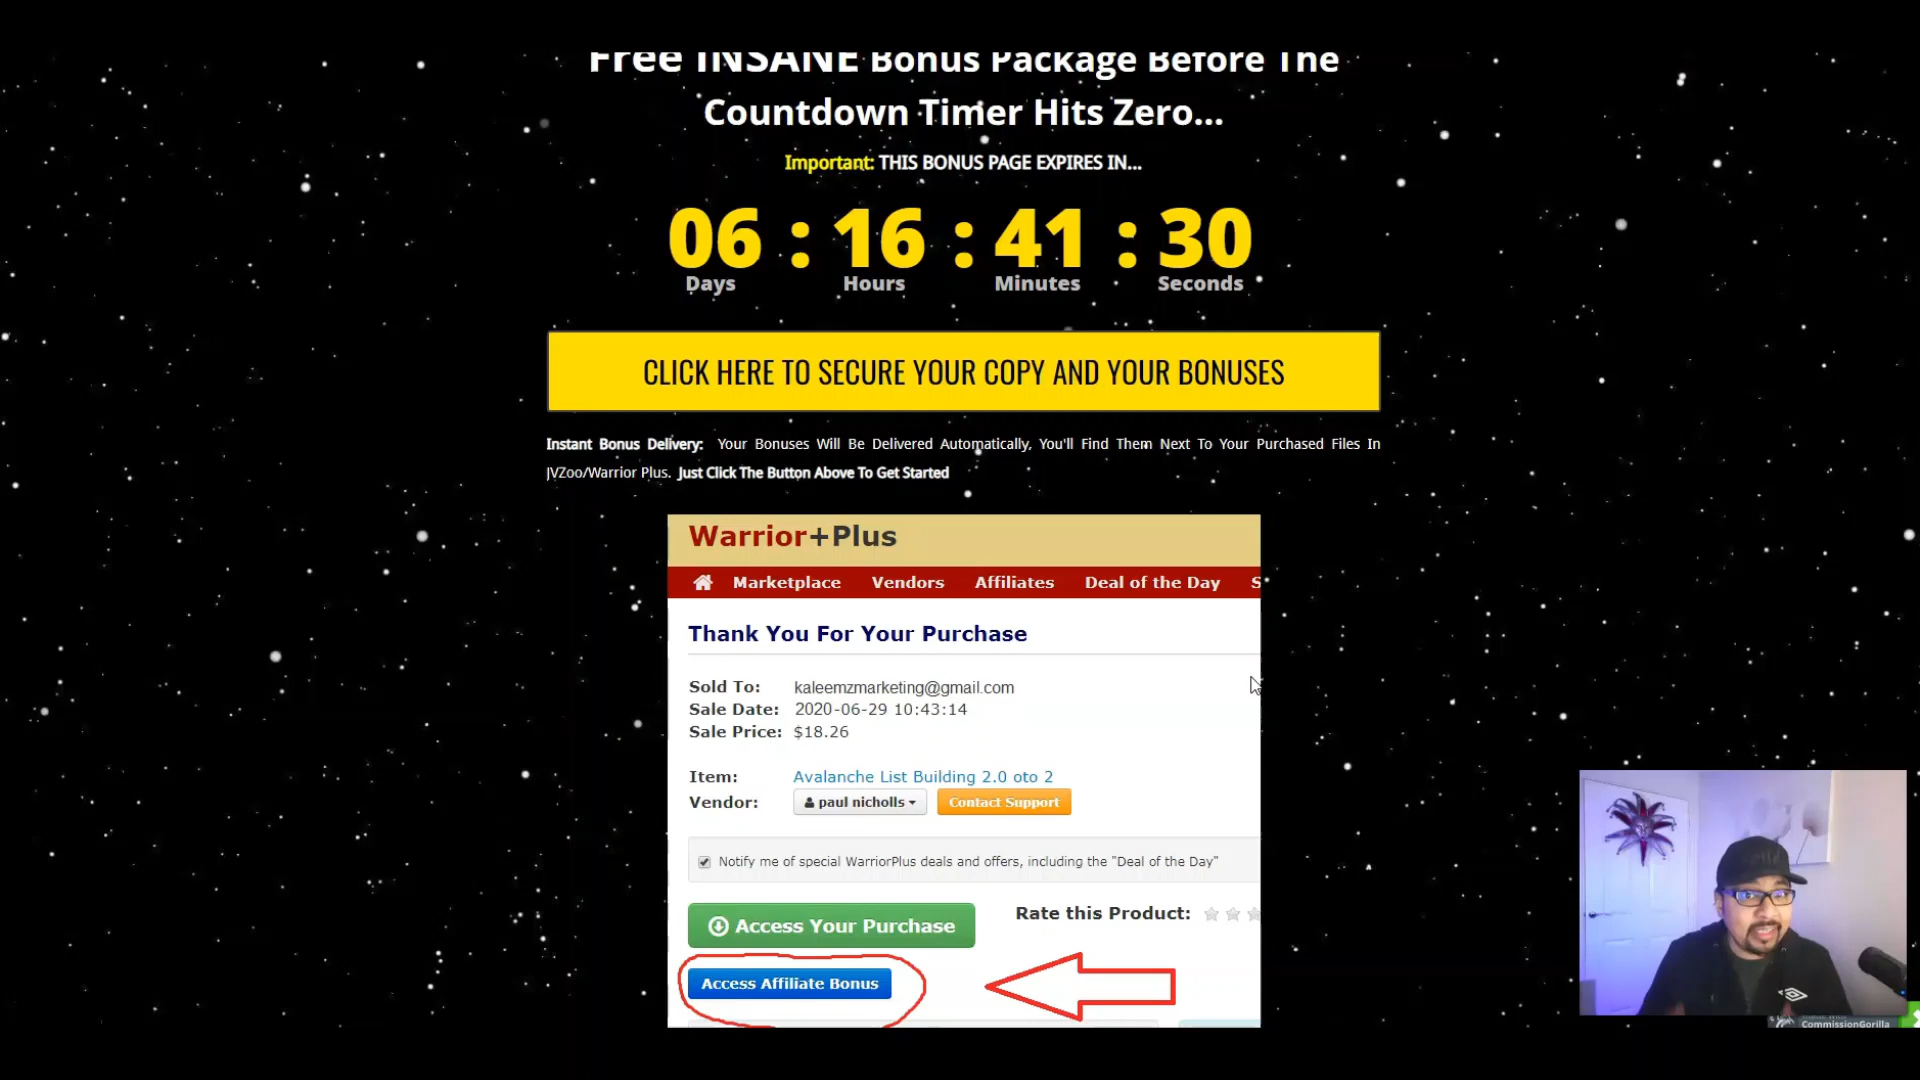 Free INSANE Bonus Package Before The
Countdown Timer Hits Zero...
Important: THIS BONUS PAGE EXPIRES IN...
06 : 16 : 41 : 30
Days Hours Minutes Seconds
CLICK HERE TO SECURE YOUR COPY AND YOUR BONUSES
Instant Bonus Delivery: Your Bonuses Will Be Delivered Automatically, You'll Find Them Next To Your Purchased Files In
JVZoo/Warrior Plus. Just Click The Button Above To Get Started
Warrior+Plus
Marketplace Vendors Affiliates Deal of the Day S
Thank You For Your Purchase
Sold To: kaleemzmarketing@gmail.com
Sale Date: 2020-06-29 10:43:14
Sale Price: $18.26
Item: Avalanche List Building 2.0 oto 2
Vendor: paul nicholls Contact Support
Notify me of special WarriorPlus deals and offers, including the "Deal of the Day"
Access Your Purchase Rate this Product:
Access Affiliate Bonus
CommissionGorilla